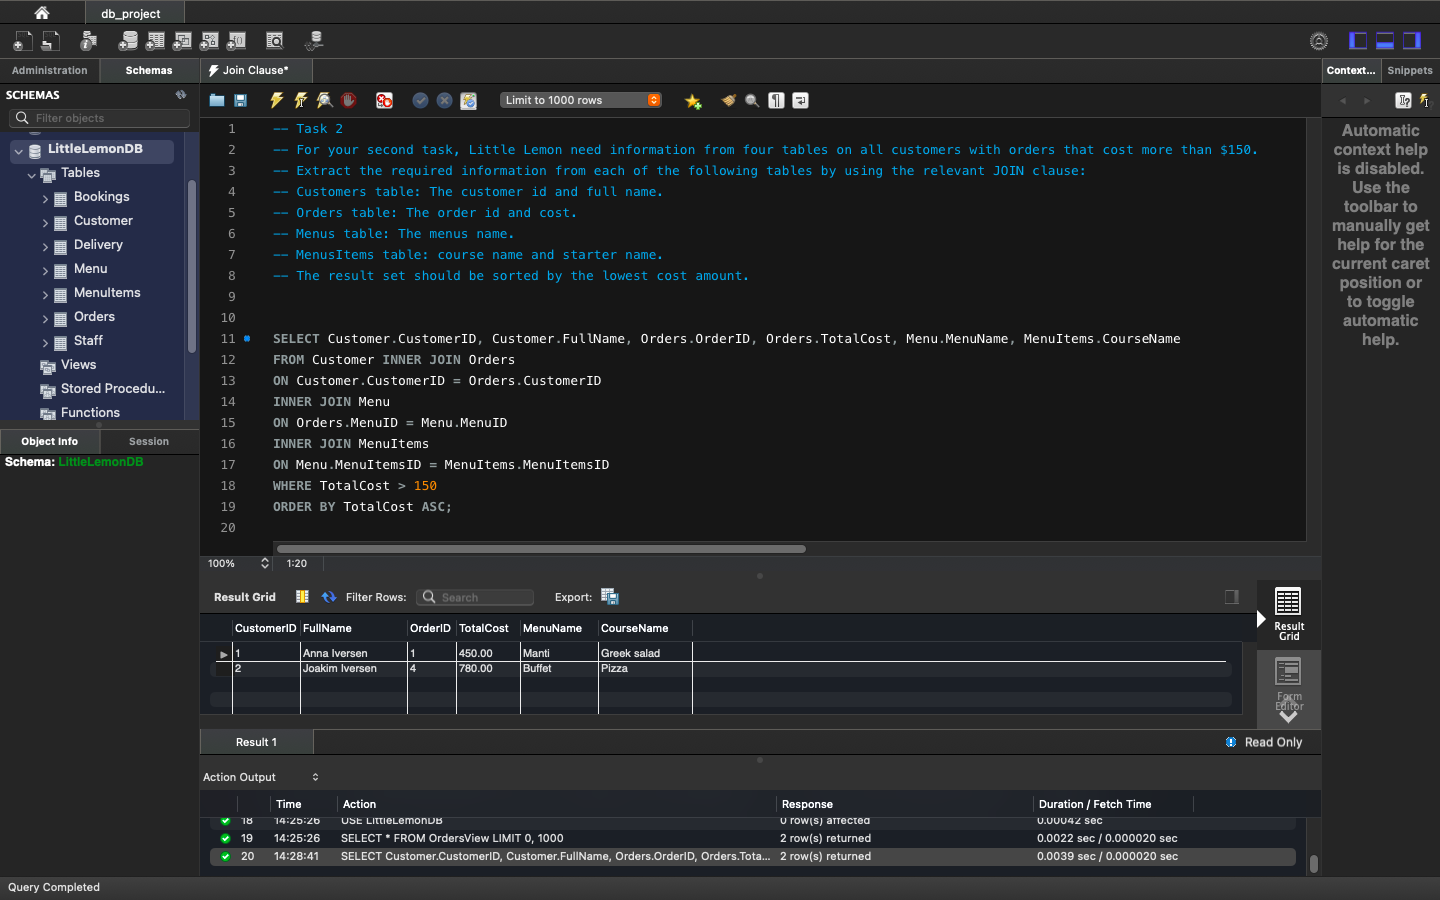 db_project
Administration
Schemas
Join Clause*
Context...
Snippets
SCHEMAS
Filter objects
Limit to 1000 rows
LittleLemonDB
Tables
Bookings
Customer
Delivery
Menu
MenuItems
Orders
Staff
Views
Stored Procedu...
Functions
Object Info
Session
Schema: LittleLemonDB
1 -- Task 2
2 -- For your second task, Little Lemon need information from four tables on all customers with orders that cost more than $150.
3 -- Extract the required information from each of the following tables by using the relevant JOIN clause:
4 -- Customers table: The customer id and full name.
5 -- Orders table: The order id and cost.
6 -- Menus table: The menus name.
7 -- MenusItems table: course name and starter name.
8 -- The result set should be sorted by the lowest cost amount.
9
10
11 SELECT Customer.CustomerID, Customer.FullName, Orders.OrderID, Orders.TotalCost, Menu.MenuName, MenuItems.CourseName
12 FROM Customer INNER JOIN Orders
13 ON Customer.CustomerID = Orders.CustomerID
14 INNER JOIN Menu
15 ON Orders.MenuID = Menu.MenuID
16 INNER JOIN MenuItems
17 ON Menu.MenuItemsID = MenuItems.MenuItemsID
18 WHERE TotalCost > 150
19 ORDER BY TotalCost ASC;
20
100%
1:20
Automatic
context help
is disabled.
Use the
toolbar to
manually get
help for the
current caret
position or
to toggle
automatic
help.
Result Grid
Filter Rows:
Search
Export:
CustomerID FullName OrderID TotalCost MenuName CourseName
1 Anna Iversen 1 450.00 Manti Greek salad
2 Joakim Iversen 4 780.00 Buffet Pizza
Result
Grid
Form
Editor
Result 1
Read Only
Action Output
Time Action Response Duration / Fetch Time
18 14:25:26 USE LittleLemonDB 0 row(s) affected 0.00042 sec
19 14:25:26 SELECT * FROM OrdersView LIMIT 0, 1000 2 row(s) returned 0.0022 sec / 0.000020 sec
20 14:28:41 SELECT Customer.CustomerID, Customer.FullName, Orders.OrderID, Orders.Tota... 2 row(s) returned 0.0039 sec / 0.000020 sec
Query Completed